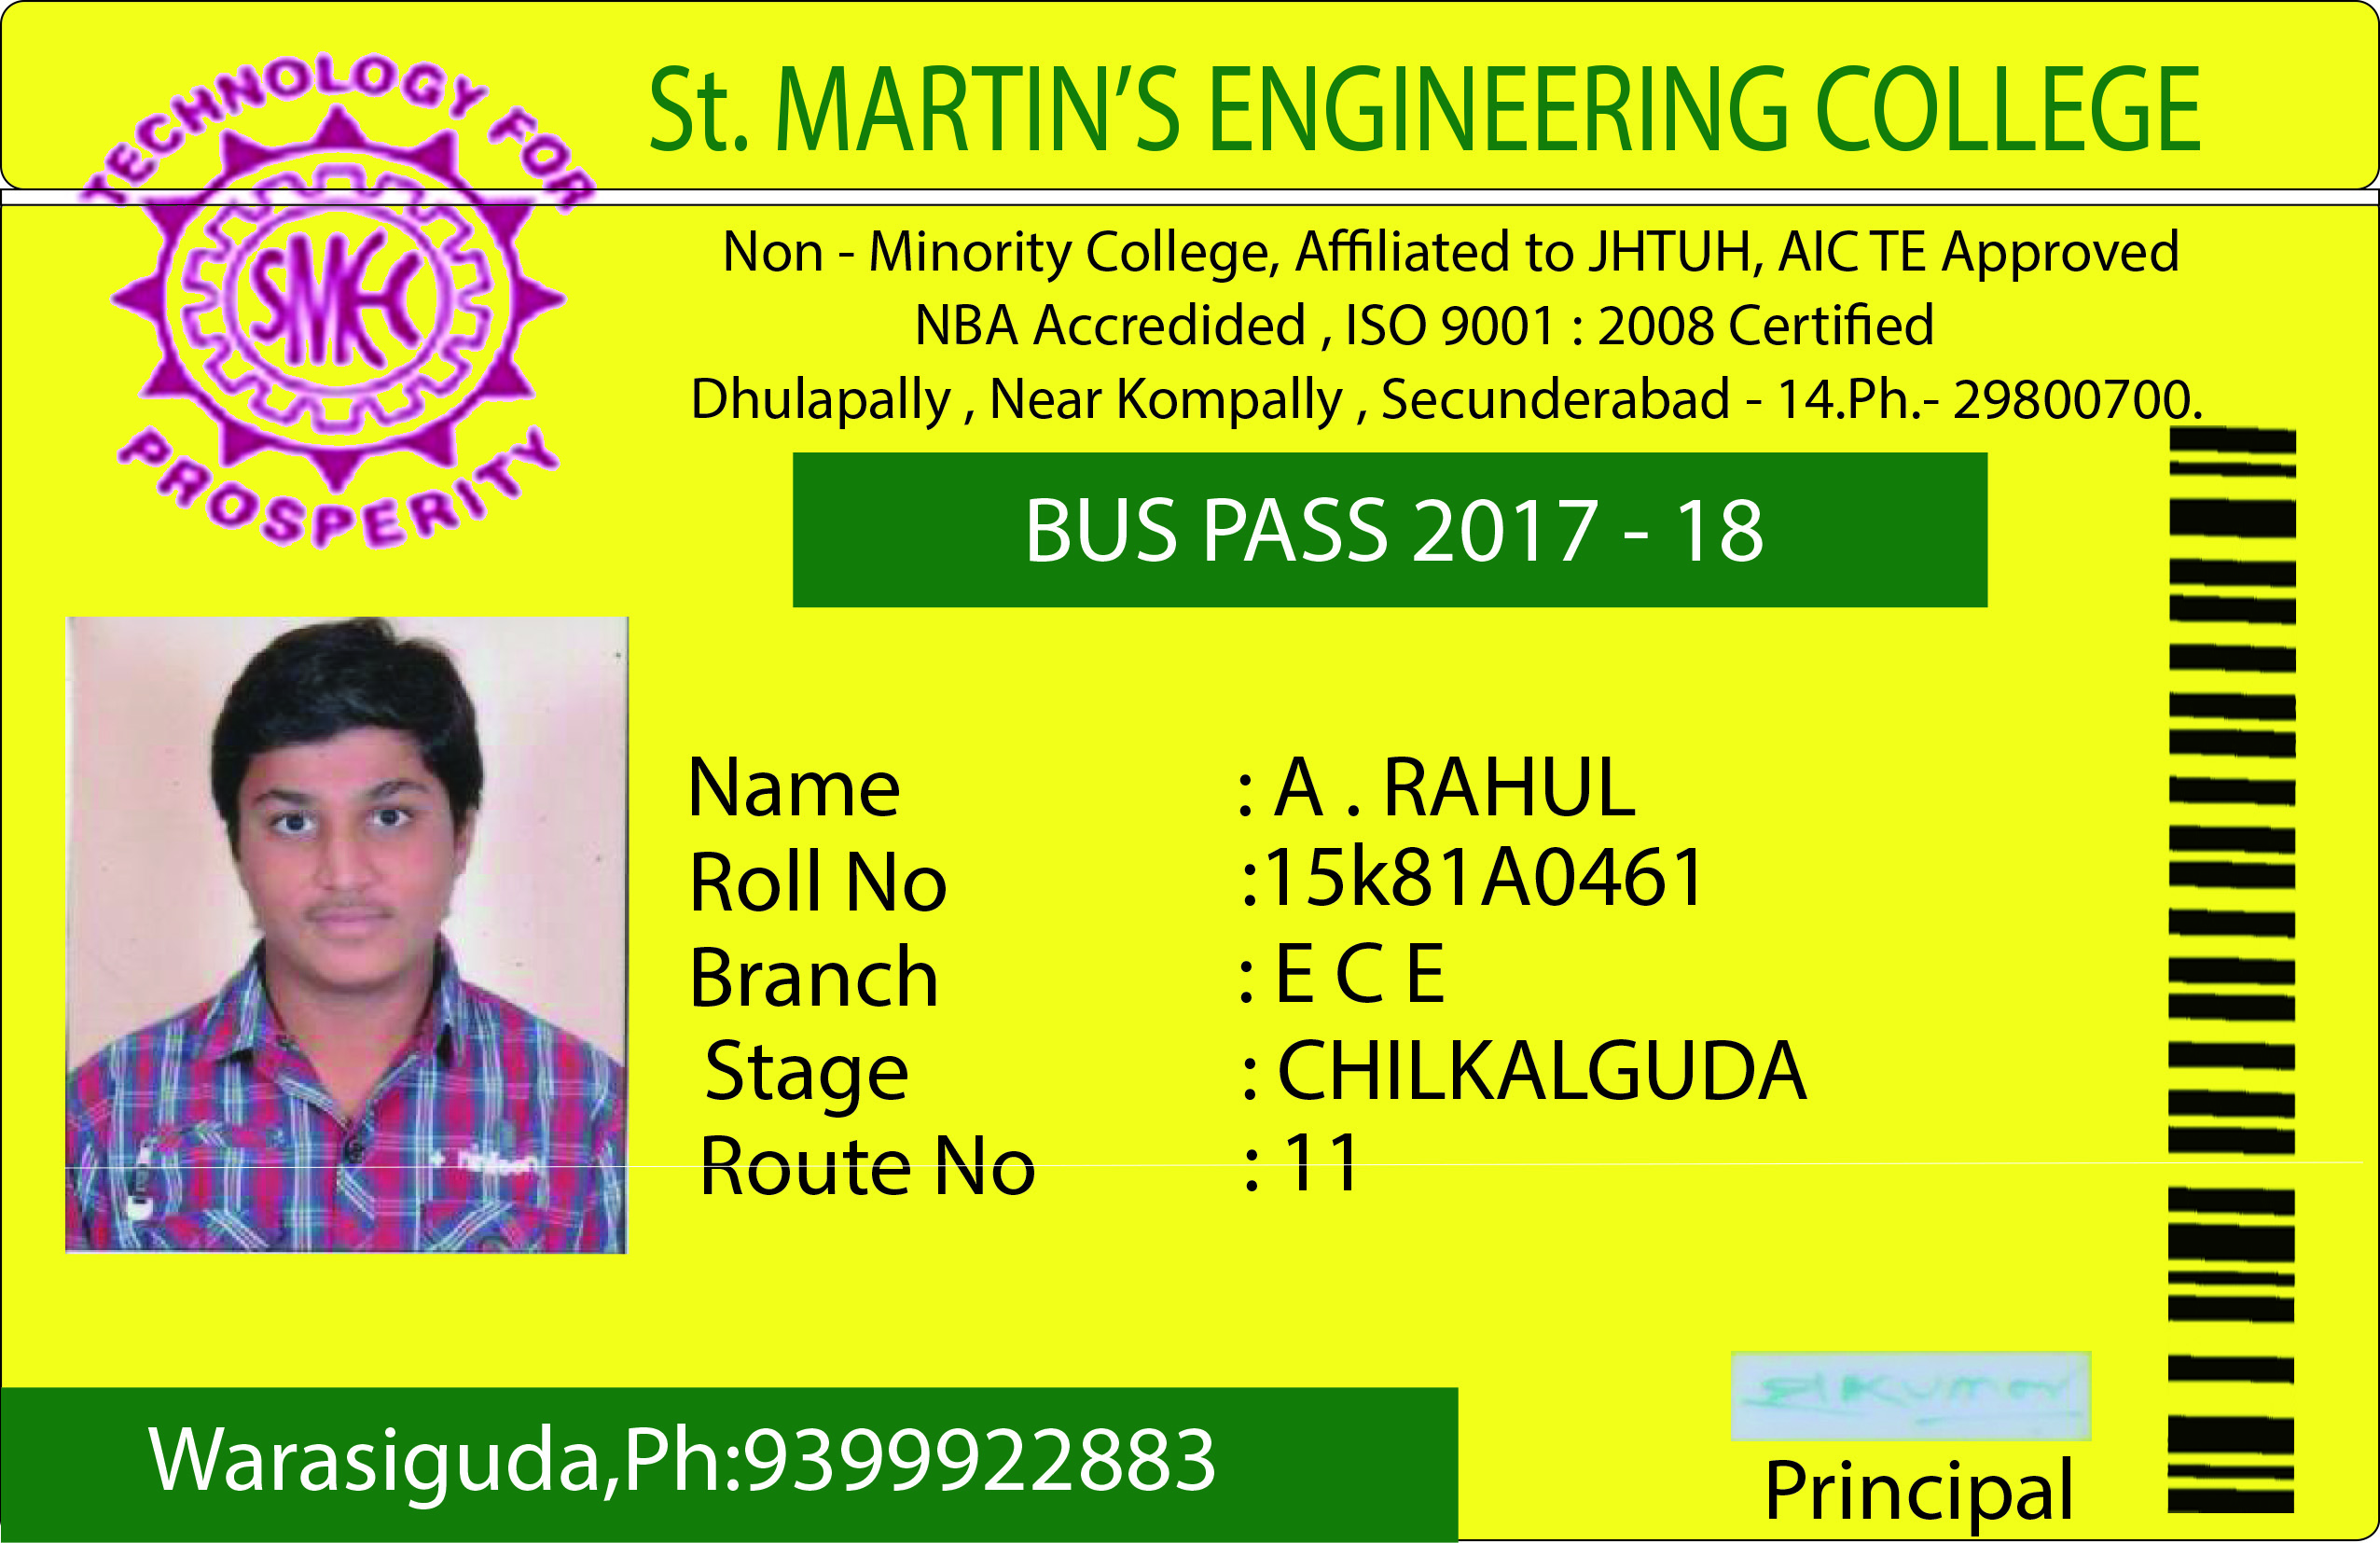 TECHNOLOGY FOR
SMEC
PROSPERITY
St. MARTIN'S ENGINEERING COLLEGE
Non - Minority College, Affiliated to JHTUH, AIC TE Approved
NBA Accredided , ISO 9001 : 2008 Certified
Dhulapally , Near Kompally , Secunderabad - 14.Ph.- 29800700.
BUS PASS 2017 - 18
Name : A . RAHUL
Roll No :15k81A0461
Branch : E C E
Stage : CHILKALGUDA
Route No : 11
Warasiguda,Ph:9399922883
Principal